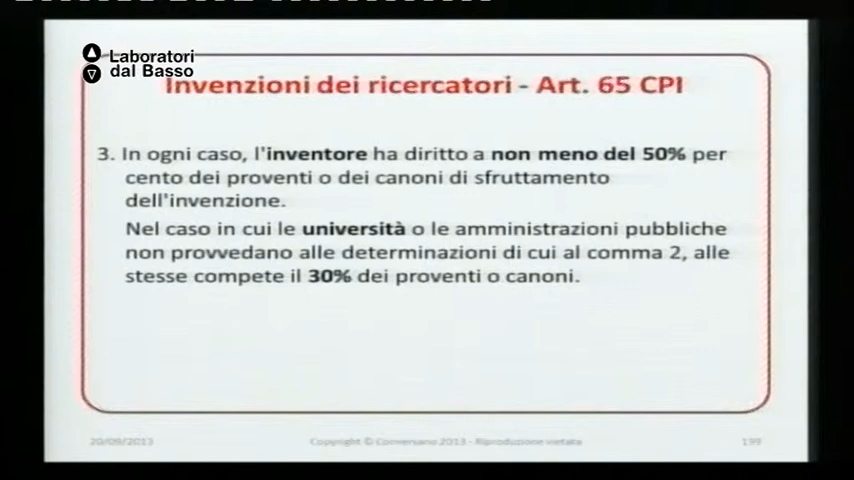 Laboratori
dal Basso
Invenzioni dei ricercatori - Art. 65 CPI
3. In ogni caso, l'inventore ha diritto a non meno del 50% per
cento dei proventi o dei canoni di sfruttamento
dell'invenzione.
Nel caso in cui le università o le amministrazioni pubbliche
non provvedano alle determinazioni di cui al comma 2, alle
stesse compete il 30% dei proventi o canoni.
20/09/2013
Copyright © Conversano 2013 - Riproduzione vietata
199